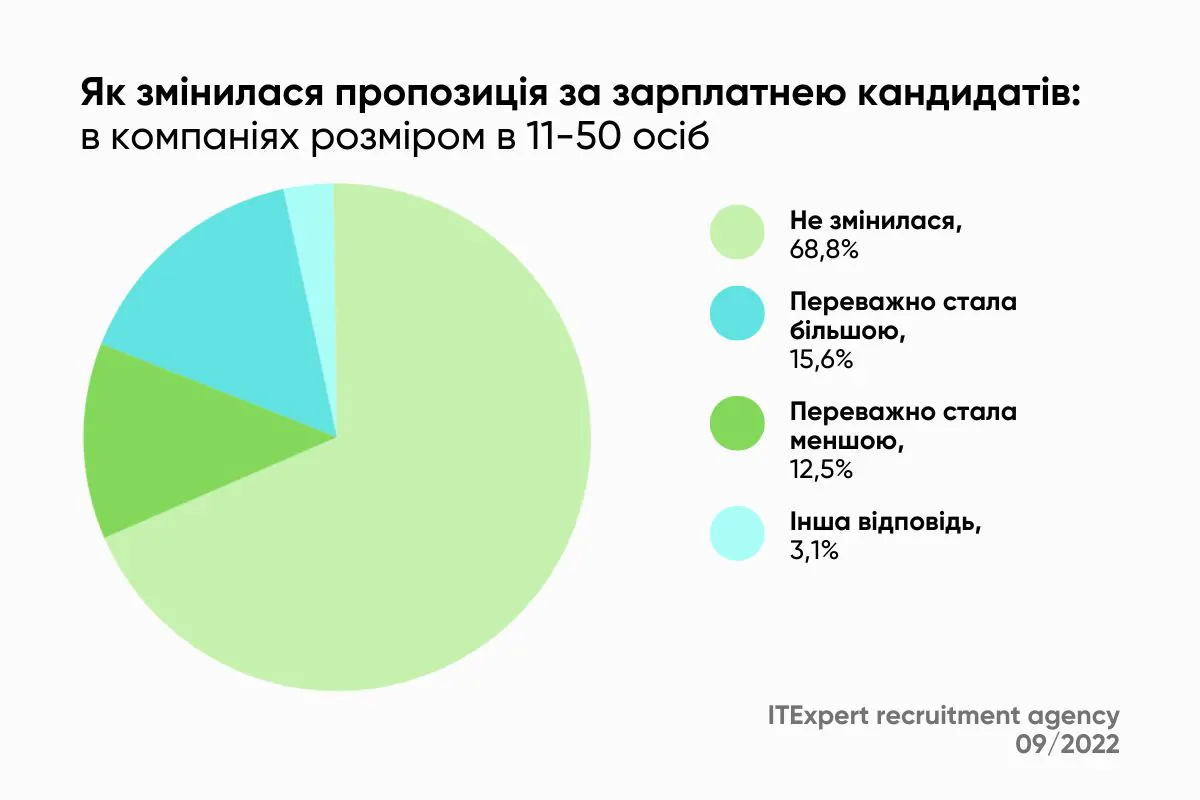 Як змінилася пропозиція за зарплатнею кандидатів:
в компаніях розміром в 11-50 осіб
Не змінилася,
68,8%
Переважно стала
більшою,
15,6%
Переважно стала
меншою,
12,5%
Інша відповідь,
3,1%
ITExpert recruitment agency
09/2022